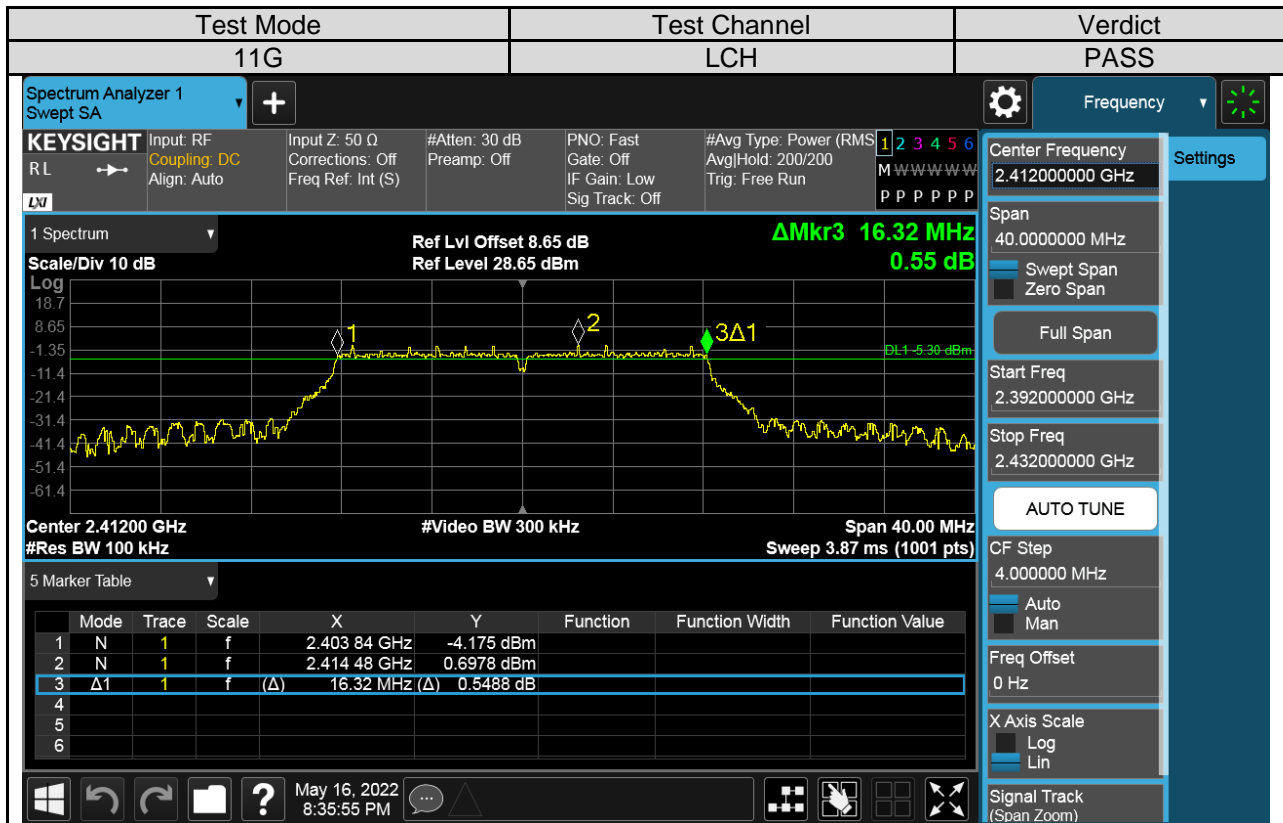 Test Mode Test Channel Verdict
11G LCH PASS
Spectrum Analyzer 1
Swept SA
+
Frequency
KEYSIGHT
RL
LXI
Input: RF
Coupling: DC
Align: Auto
Input Z: 50 Ω
Corrections: Off
Freq Ref: Int (S)
#Atten: 30 dB
Preamp: Off
PNO: Fast
Gate: Off
IF Gain: Low
Sig Track: Off
#Avg Type: Power (RMS
Avg|Hold: 200/200
Trig: Free Run
1 2 3 4 5 6
M W W W W W
P P P P P P
1 Spectrum
Scale/Div 10 dB
Ref Lvl Offset 8.65 dB
Ref Level 28.65 dBm
ΔMkr3 16.32 MHz
0.55 dB
Log
18.7
8.65
-1.35
-11.4
-21.4
-31.4
-41.4
-51.4
-61.4
1
2
3Δ1
DL1 -5.30 dBm
Center 2.41200 GHz
#Res BW 100 kHz
#Video BW 300 kHz
Span 40.00 MHz
Sweep 3.87 ms (1001 pts)
5 Marker Table
Mode Trace Scale X Y Function Function Width Function Value
1 N 1 f 2.403 84 GHz -4.175 dBm
2 N 1 f 2.414 48 GHz 0.6978 dBm
3 Δ1 1 f (Δ) 16.32 MHz (Δ) 0.5488 dB
4
5
6
?
May 16, 2022
8:35:55 PM
Center Frequency
2.412000000 GHz
Settings
Span
40.0000000 MHz
Swept Span
Zero Span
Full Span
Start Freq
2.392000000 GHz
Stop Freq
2.432000000 GHz
AUTO TUNE
CF Step
4.000000 MHz
Auto
Man
Freq Offset
0 Hz
X Axis Scale
Log
Lin
Signal Track
(Span Zoom)